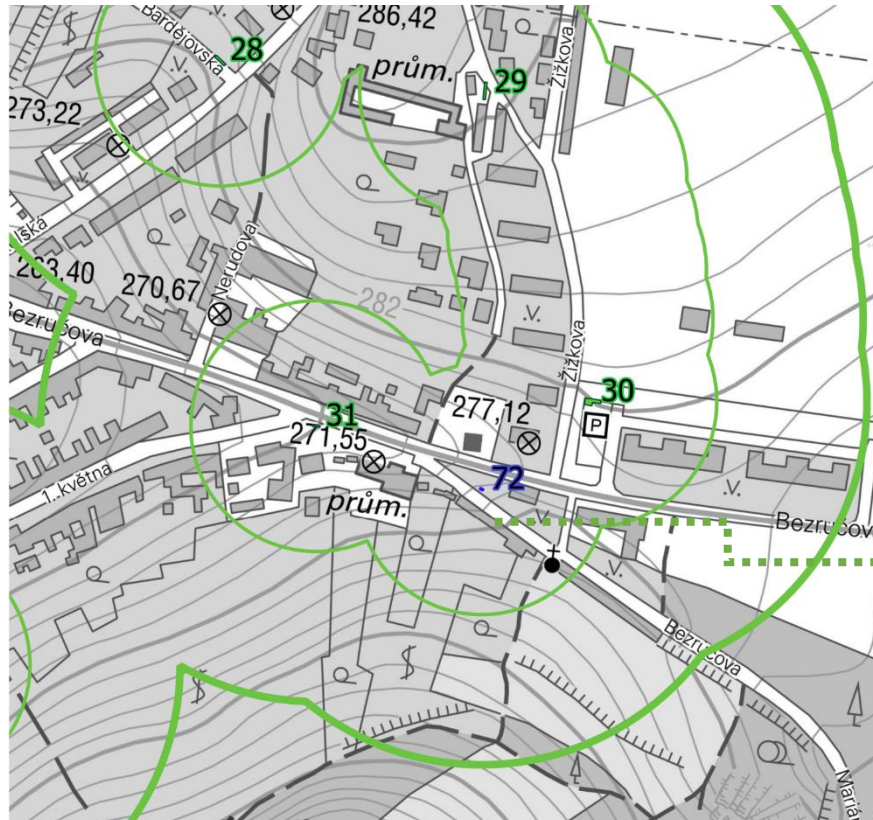 286,42
Bardějovská
28
Žižkova
prům.
29
273,22
263,40
270,67
Nerudova
282
Bezručova
Žižkova
30
277,12
P
31
271,55
72
1. května
prům.
Bezručova
Bezručova